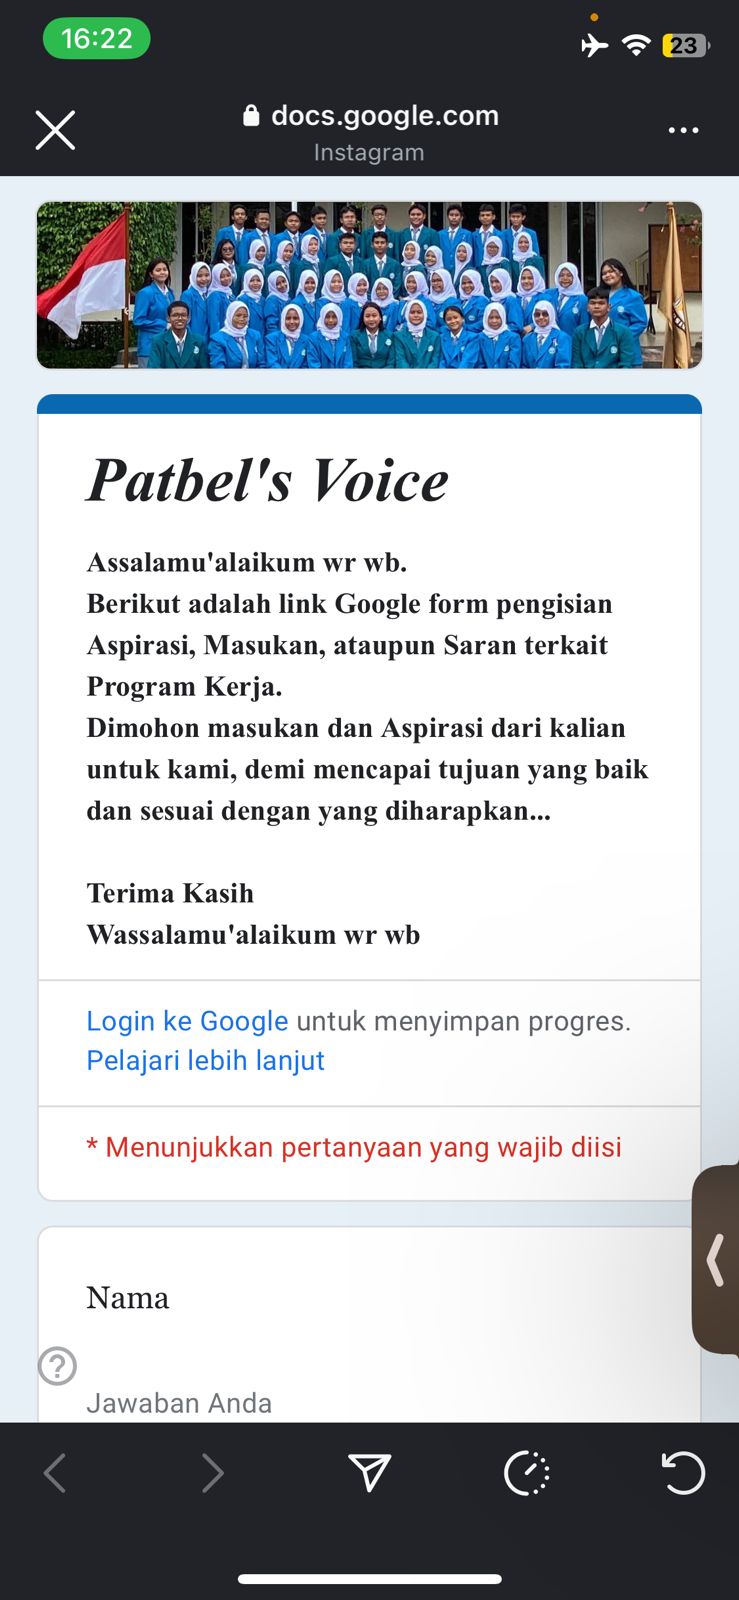 16:22
23
docs.google.com
Instagram
Patbel's Voice
Assalamu'alaikum wr wb.
Berikut adalah link Google form pengisian
Aspirasi, Masukan, ataupun Saran terkait
Program Kerja.
Dimohon masukan dan Aspirasi dari kalian
untuk kami, demi mencapai tujuan yang baik
dan sesuai dengan yang diharapkan...
Terima Kasih
Wassalamu'alaikum wr wb
Login ke Google untuk menyimpan progres.
Pelajari lebih lanjut
* Menunjukkan pertanyaan yang wajib diisi
Nama
Jawaban Anda